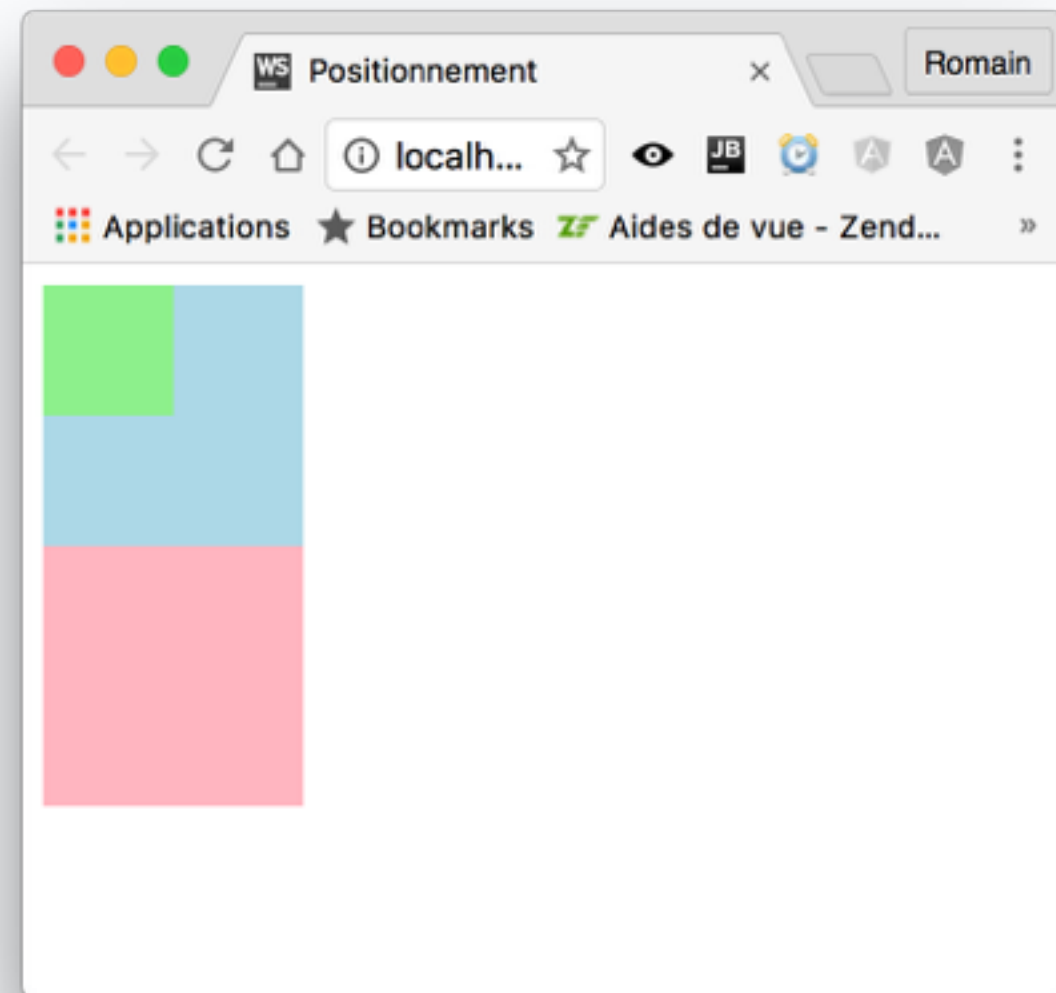 WS Positionnement × Romain
localh... JB A A
Applications Bookmarks ZF Aides de vue - Zend... »